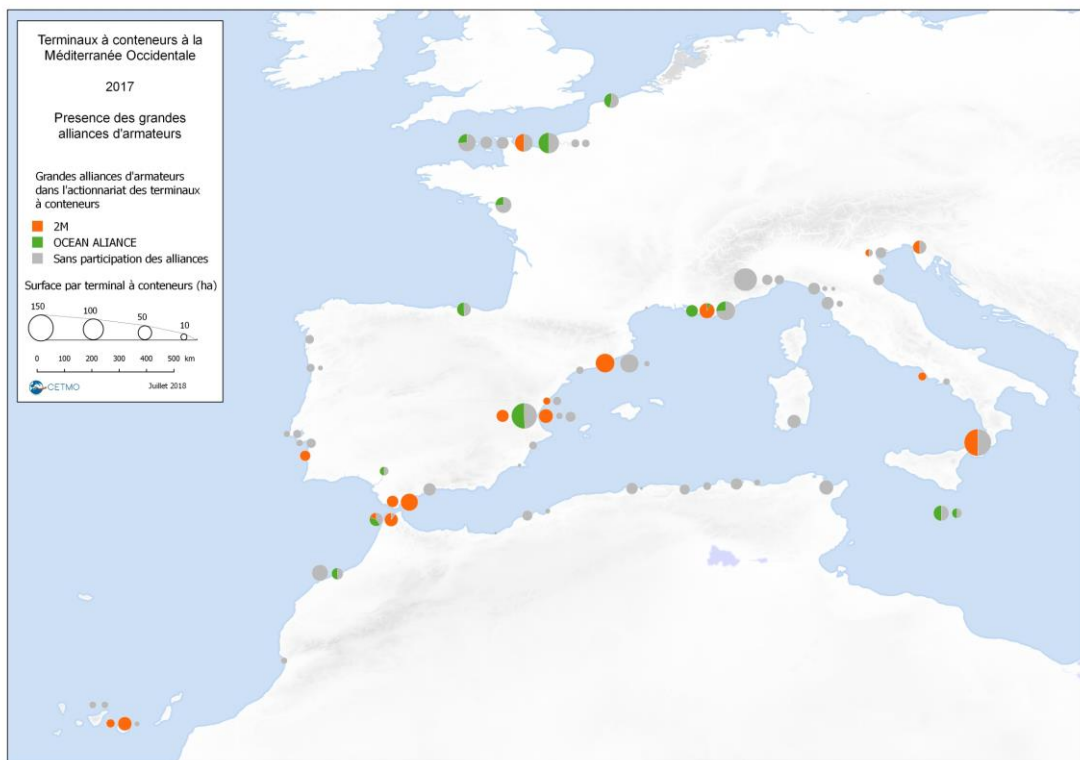 Terminaux à conteneurs à la
Méditerranée Occidentale
2017
Presence des grandes
alliances d'armateurs
Grandes alliances d'armateurs
dans l'actionnariat des terminaux
à conteneurs
2M
OCEAN ALIANCE
Sans participation des alliances
Surface par terminal à conteneurs (ha)
150
100
50
10
0 100 200 300 400 500 km
CETMO
Juillet 2018